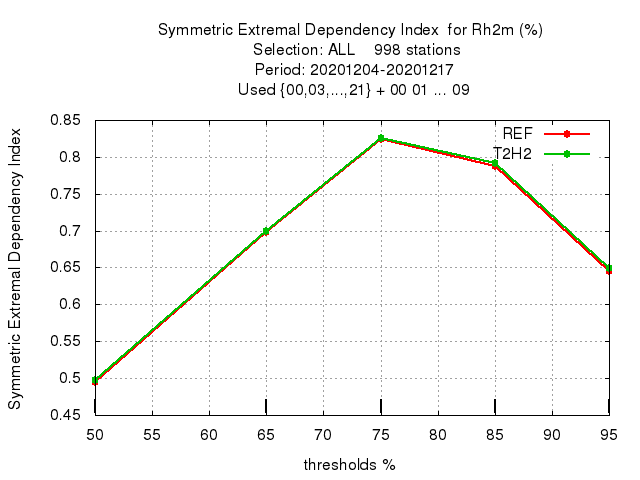 Symmetric Extremal Dependency Index  for Rh2m (%)
Selection: ALL    998 stations
Period: 20201204-20201217
Used {00,03,...,21} + 00 01 ... 09
Symmetric Extremal Dependency Index
0.85
0.8
0.75
0.7
0.65
0.6
0.55
0.5
0.45
REF
T2H2
50 55 60 65 70 75 80 85 90 95
thresholds %